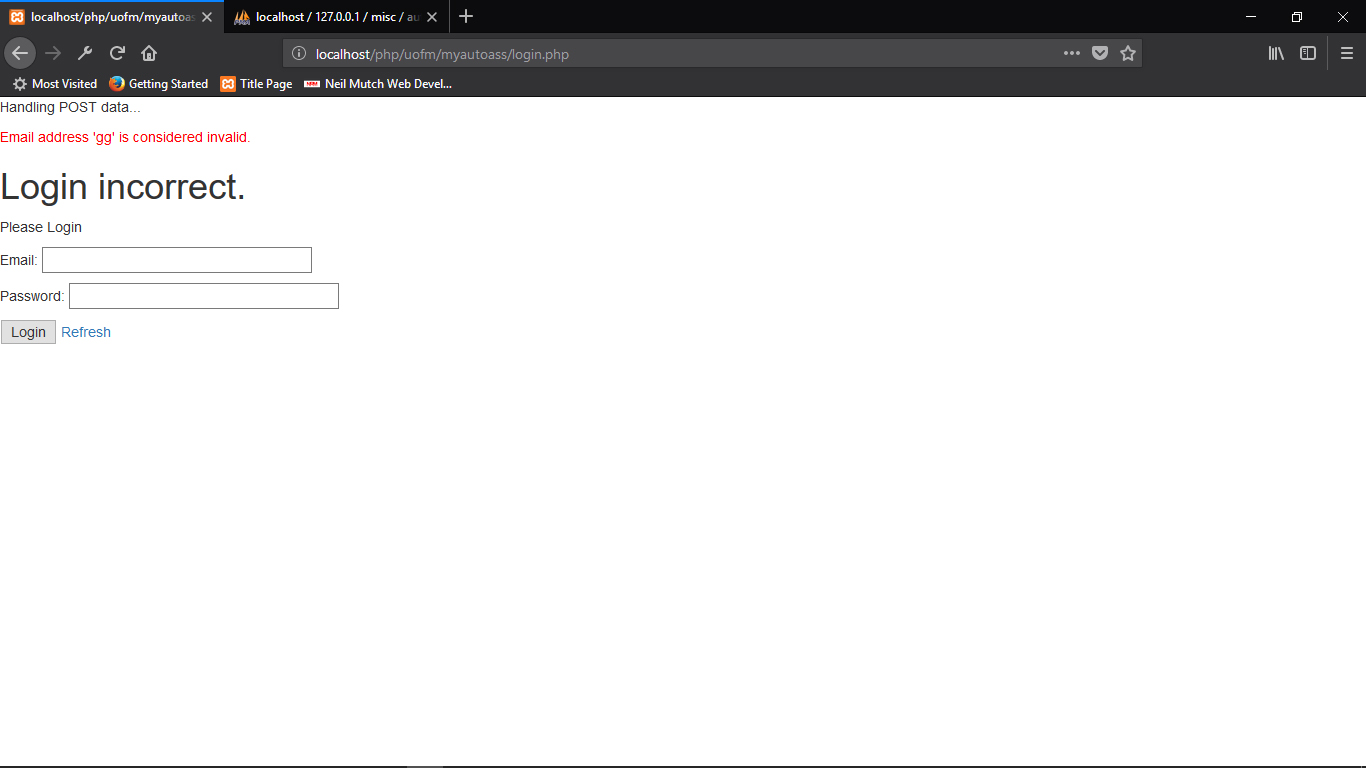 localhost/php/uofm/myautoas
localhost / 127.0.0.1 / misc / au
localhost/php/uofm/myautoass/login.php
Most Visited Getting Started Title Page Neil Mutch Web Devel...
Handling POST data...
Email address 'gg' is considered invalid.
Login incorrect.
Please Login
Email:
Password:
Login Refresh